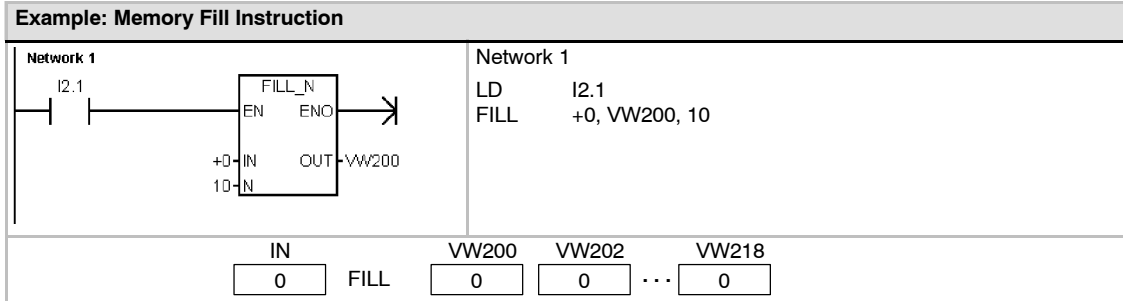 Example: Memory Fill Instruction
Network 1
I2.1
FILL_N
EN ENO
+0 IN OUT VW200
10 N
Network 1
LD I2.1
FILL +0, VW200, 10
IN VW200 VW202 VW218
0 FILL 0 0 ... 0